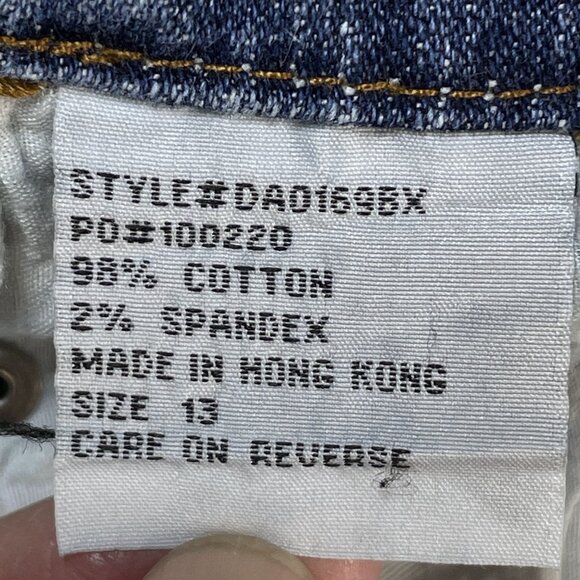 STYLE#DA0169BX
PO#100220
98% COTTON
2% SPANDEX
MADE IN HONG KONG
SIZE 13
CARE ON REVERSE